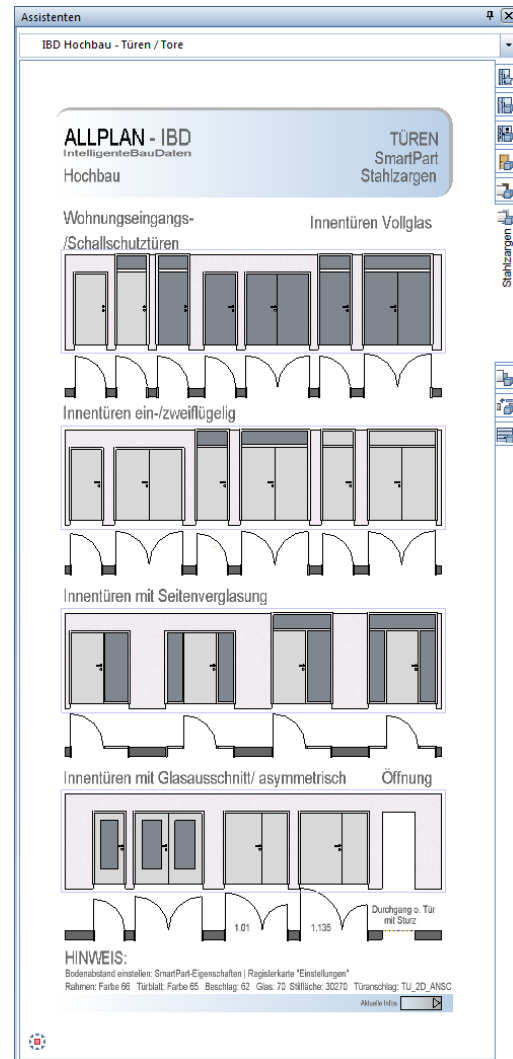 Assistenten
IBD Hochbau - Türen / Tore
ALLPLAN - IBD
IntelligenteBauDaten
Hochbau
TÜREN
SmartPart
Stahlzargen
Stahlzargen
Wohnungseingangs-
/Schallschutztüren
Innentüren Vollglas
Innentüren ein-/zweiflügelig
Innentüren mit Seitenverglasung
Innentüren mit Glasausschnitt/ asymmetrisch
Öffnung
1.01
1.135
Durchgang o. Tür
mit Sturz
HINWEIS:
Bodenabstand einstellen: SmartPart-Eigenschaften | Registerkarte "Einstellungen"
Rahmen: Farbe 66 Türblatt: Farbe 65 Beschlag: 62 Glas: 70 Stilfläche: 30270 Türanschlag: TU_2D_ANSC
Aktuelle Infos